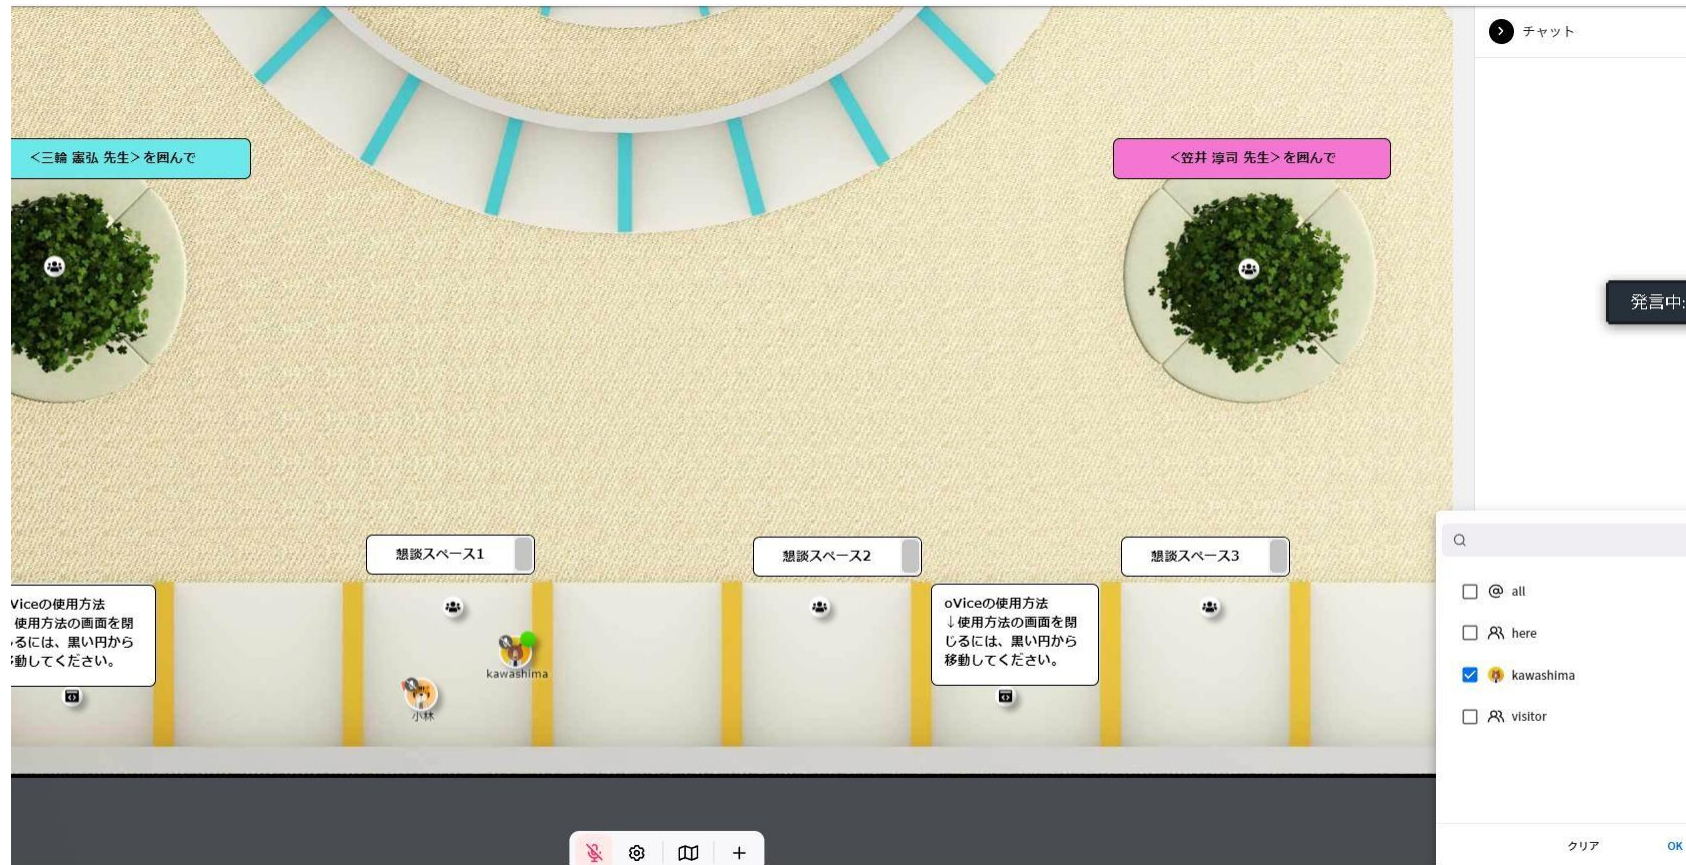 チャット
<三輪 憲弘 先生>を囲んで
<笠井 淳司 先生>を囲んで
発言中:
懇談スペース1
懇談スペース2
懇談スペース3
Viceの使用方法
使用方法の画面を閉
るには、黒い円から
動してください。
oViceの使用方法
↓使用方法の画面を閉
じるには、黒い円から
移動してください。
kawashima
小林
@ all
here
kawashima
visitor
クリア
OK